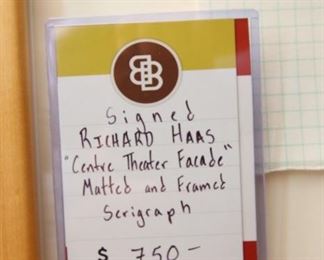 Signed
RICHARD HAAS
"Centre Theater Facade"
Matted and Framed
Serigraph
$ 750-